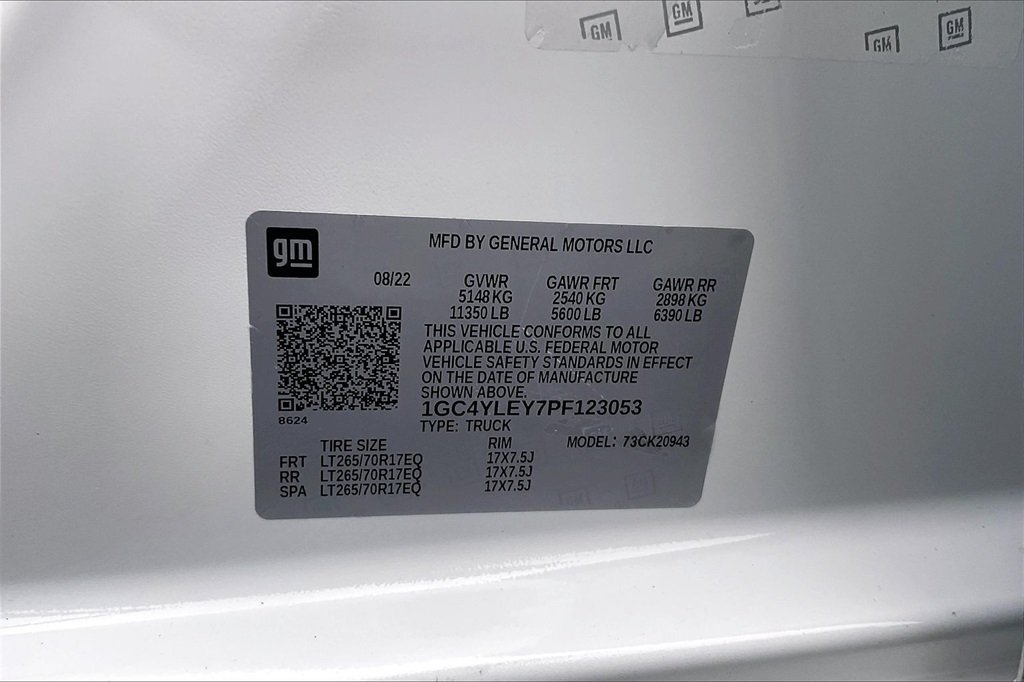 GM GM GM GM
gm
MFD BY GENERAL MOTORS LLC
08/22 GVWR GAWR FRT GAWR RR
5148 KG 2540 KG 2898 KG
11350 LB 5600 LB 6390 LB
THIS VEHICLE CONFORMS TO ALL
APPLICABLE U.S. FEDERAL MOTOR
VEHICLE SAFETY STANDARDS IN EFFECT
ON THE DATE OF MANUFACTURE
SHOWN ABOVE.
1GC4YLEY7PF123053
8624
TYPE: TRUCK
TIRE SIZE RIM MODEL: 73CK20943
FRT LT265/70R17EQ 17X7.5J
RR LT265/70R17EQ 17X7.5J
SPA LT265/70R17EQ 17X7.5J